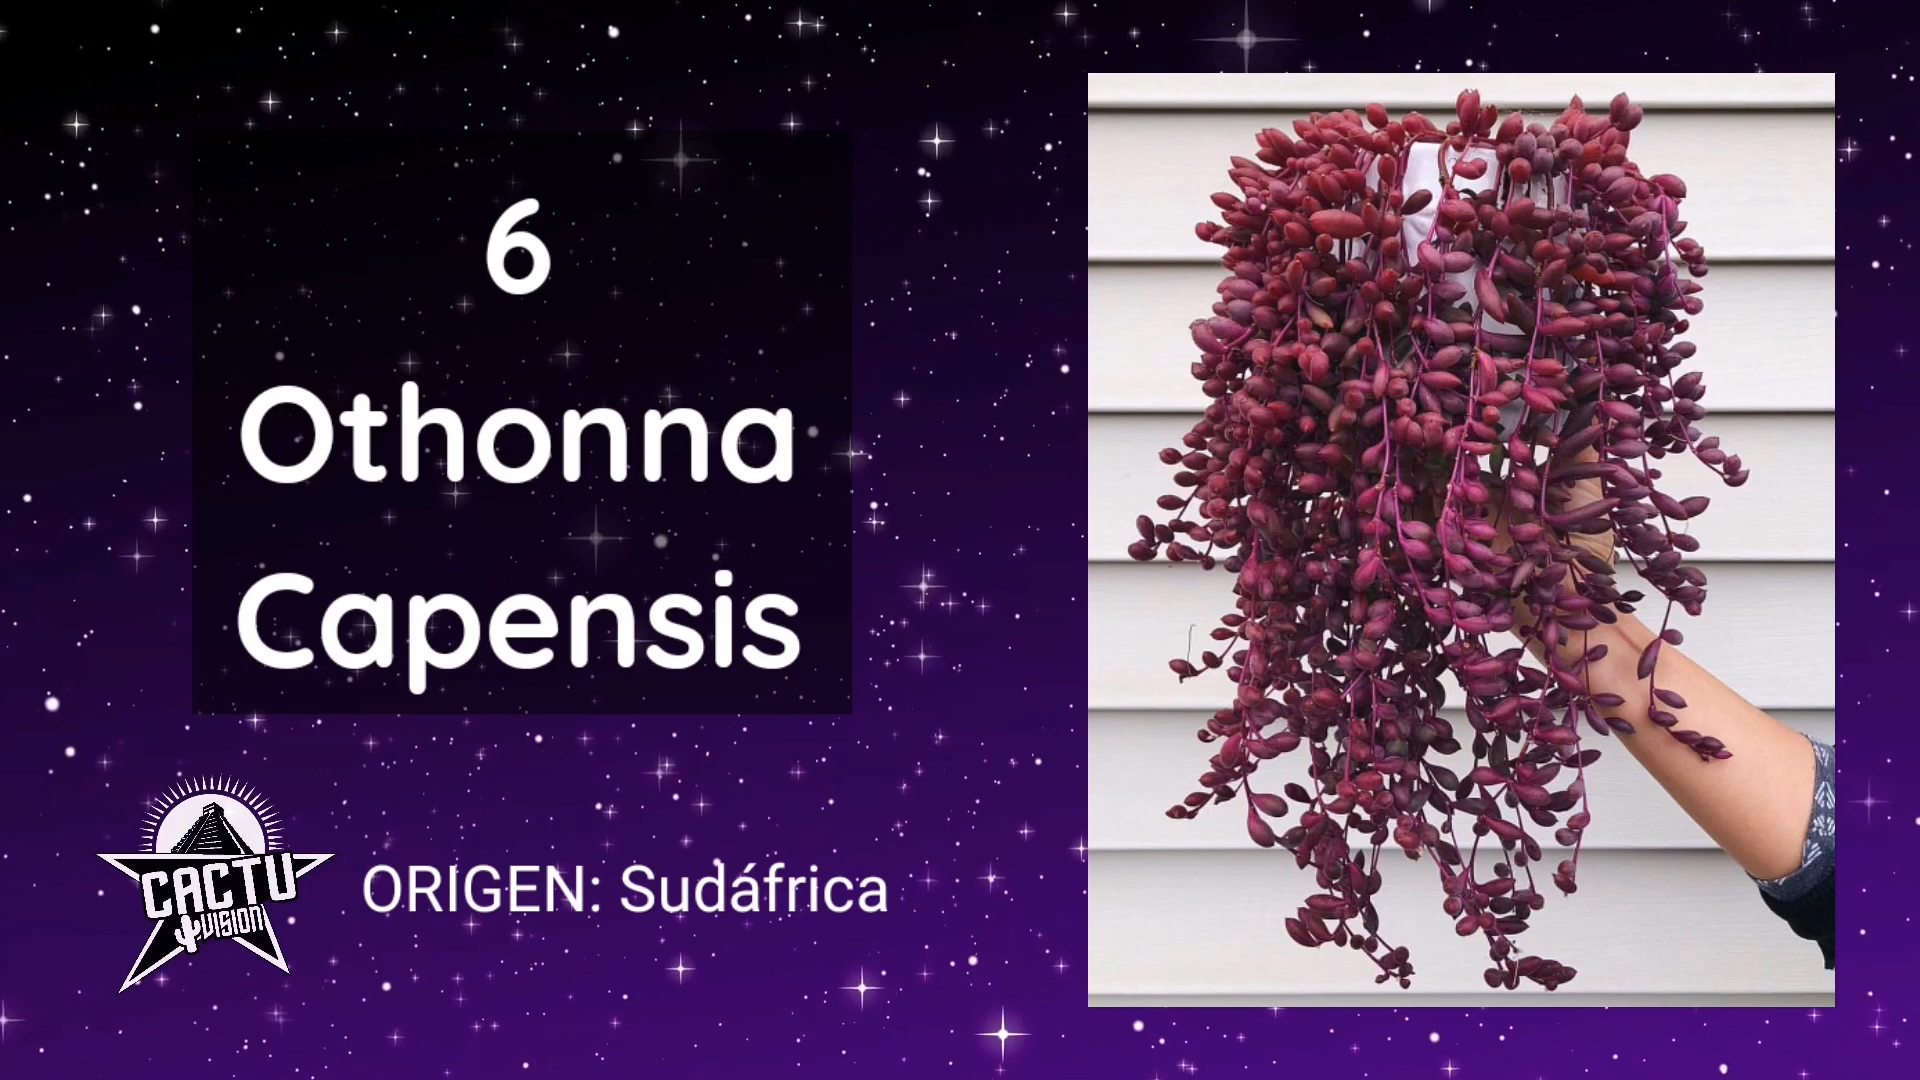 6
Othonna
Capensis
CACTU
VISION
ORIGEN: Sudáfrica